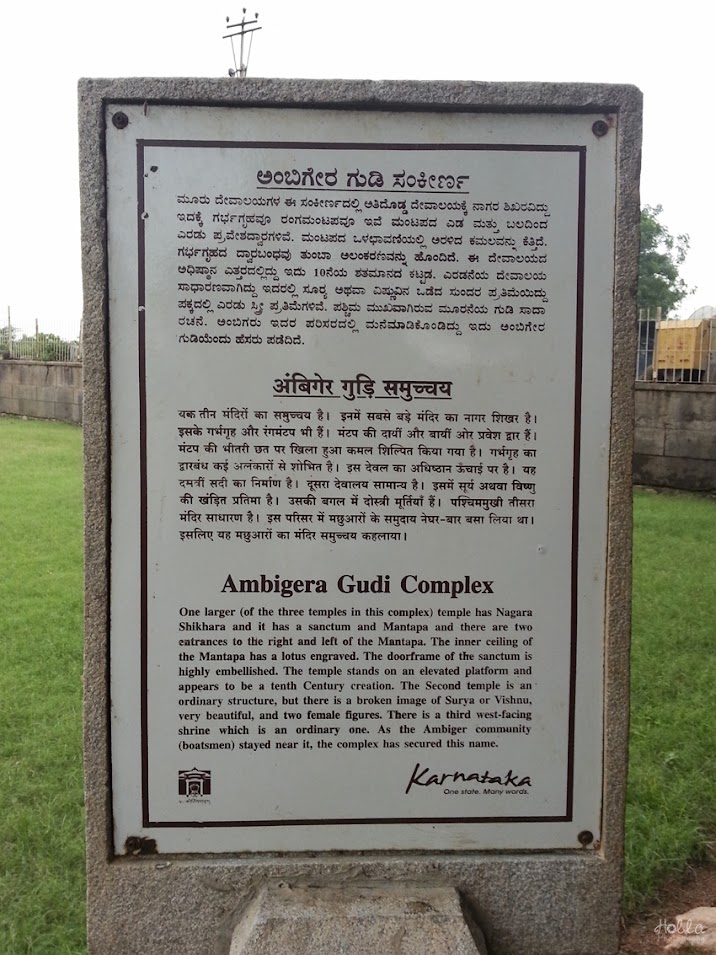 ಅಂಬಿಗೇರ ಗುಡಿ ಸಂಕೀರ್ಣ
ಮೂರು ದೇವಾಲಯಗಳ ಈ ಸಂಕೀರ್ಣದಲ್ಲಿ ಅತಿದೊಡ್ಡ ದೇವಾಲಯಕ್ಕೆ ನಾಗರ ಶಿಖರವಿದ್ದು
ಇದಕ್ಕೆ ಗರ್ಭಗೃಹವೂ ರಂಗಮಂಟಪವೂ ಇವೆ ಮಂಟಪದ ಎಡ ಮತ್ತು ಬಲದಿಂದ
ಎರಡು ಪ್ರವೇಶದ್ವಾರಗಳಿವೆ. ಮಂಟಪದ ಒಳಛಾವಣಿಯಲ್ಲಿ ಅರಳಿದ ಕಮಲವನ್ನು ಕೆತ್ತಿದೆ.
ಗರ್ಭಗೃಹದ ದ್ವಾರಬಂಧವು ತುಂಬಾ ಅಲಂಕರಣವನ್ನು ಹೊಂದಿದೆ. ಈ ದೇವಾಲಯದ
ಅಧಿಷ್ಠಾನ ಎತ್ತರದಲ್ಲಿದ್ದು ಇದು 10ನೆಯ ಶತಮಾನದ ಕಟ್ಟಡ. ಎರಡನೆಯ ದೇವಾಲಯ
ಸಾಧಾರಣವಾಗಿದ್ದು ಇದರಲ್ಲಿ ಸೂರ್ಯ ಅಥವಾ ವಿಷ್ಣುವಿನ ಒಡೆದ ಸುಂದರ ಪ್ರತಿಮೆಯಿದ್ದು
ಪಕ್ಕದಲ್ಲಿ ಎರಡು ಸ್ತ್ರೀ ಪ್ರತಿಮೆಗಳಿವೆ. ಪಶ್ಚಿಮ ಮುಖವಾಗಿರುವ ಮೂರನೆಯ ಗುಡಿ ಸಾದಾ
ರಚನೆ. ಅಂಬಿಗರು ಇದರ ಪರಿಸರದಲ್ಲಿ ಮನೆಮಾಡಿಕೊಂಡಿದ್ದು ಇದು ಅಂಬಿಗೇರ
ಗುಡಿಯೆಂದು ಹೆಸರು ಪಡೆದಿದೆ.
अंबिगेर गुड़ि समुच्चय
यक तीन मंदिरों का समुच्चय है। इनमें सबसे बड़े मंदिर का नागर शिखर है।
इसके गर्भगृह और रंगमंटप भी हैं। मंटप की दायीं और बायीं ओर प्रवेश द्वार हैं।
मंटप की भीतरी छत पर खिला हुआ कमल शिल्पित किया गया है। गर्भगृह का
द्वारबंध कई अलंकारों से शोभित है। इस देवल का अधिष्ठान ऊँचाई पर है। यह
दसवीं सदी का निर्माण है। दूसरा देवालय सामान्य है। इसमें सूर्य अथवा विष्णु
की खंड़ित प्रतिमा है। उसकी बगल में दोस्त्री मूर्तियाँ हैं। पश्चिममुखी तीसरा
मंदिर साधारण है। इस परिसर में मछुआरों के समुदाय नेघर-बार बसा लिया था।
इसलिए यह मछुआरों का मंदिर समुच्चय कहलाया।
Ambigera Gudi Complex
One larger (of the three temples in this complex) temple has Nagara
Shikhara and it has a sanctum and Mantapa and there are two
entrances to the right and left of the Mantapa. The inner ceiling of
the Mantapa has a lotus engraved. The doorframe of the sanctum is
highly embellished. The temple stands on an elevated platform and
appears to be a tenth Century creation. The Second temple is an
ordinary structure, but there is a broken image of Surya or Vishnu,
very beautiful, and two female figures. There is a third west-facing
shrine which is an ordinary one. As the Ambiger community
(boatsmen) stayed near it, the complex has secured this name.
Karnataka
One state. Many words.
Holla